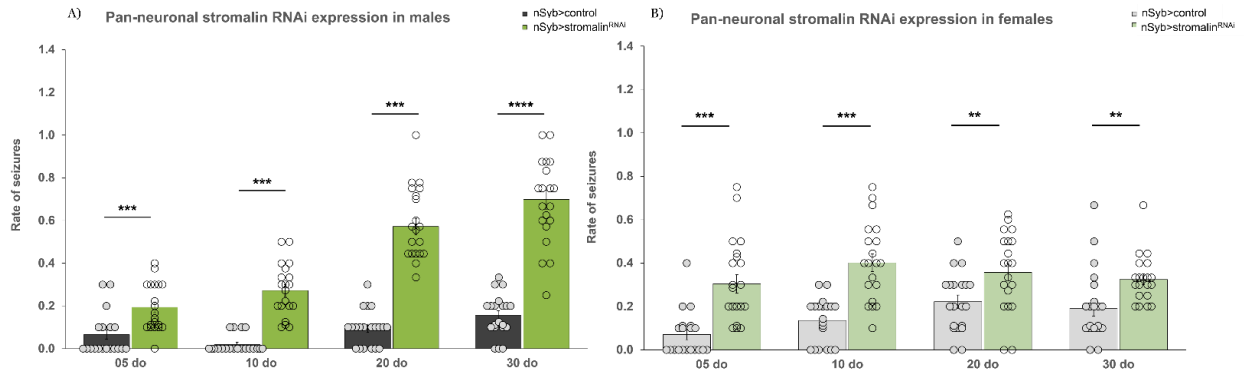 A)
Pan-neuronal stromalin RNAi expression in males
nSyb>control
nSyb>stromalinRNAi
1.4
1.2
1.0
0.8
0.6
0.4
0.2
0.0
Rate of seizures
***
***
***
****
05 do
10 do
20 do
30 do
B)
Pan-neuronal stromalin RNAi expression in females
nSyb>control
nSyb>stromalinRNAi
1.4
1.2
1.0
0.8
0.6
0.4
0.2
0.0
Rate of seizures
***
***
**
**
05 do
10 do
20 do
30 do